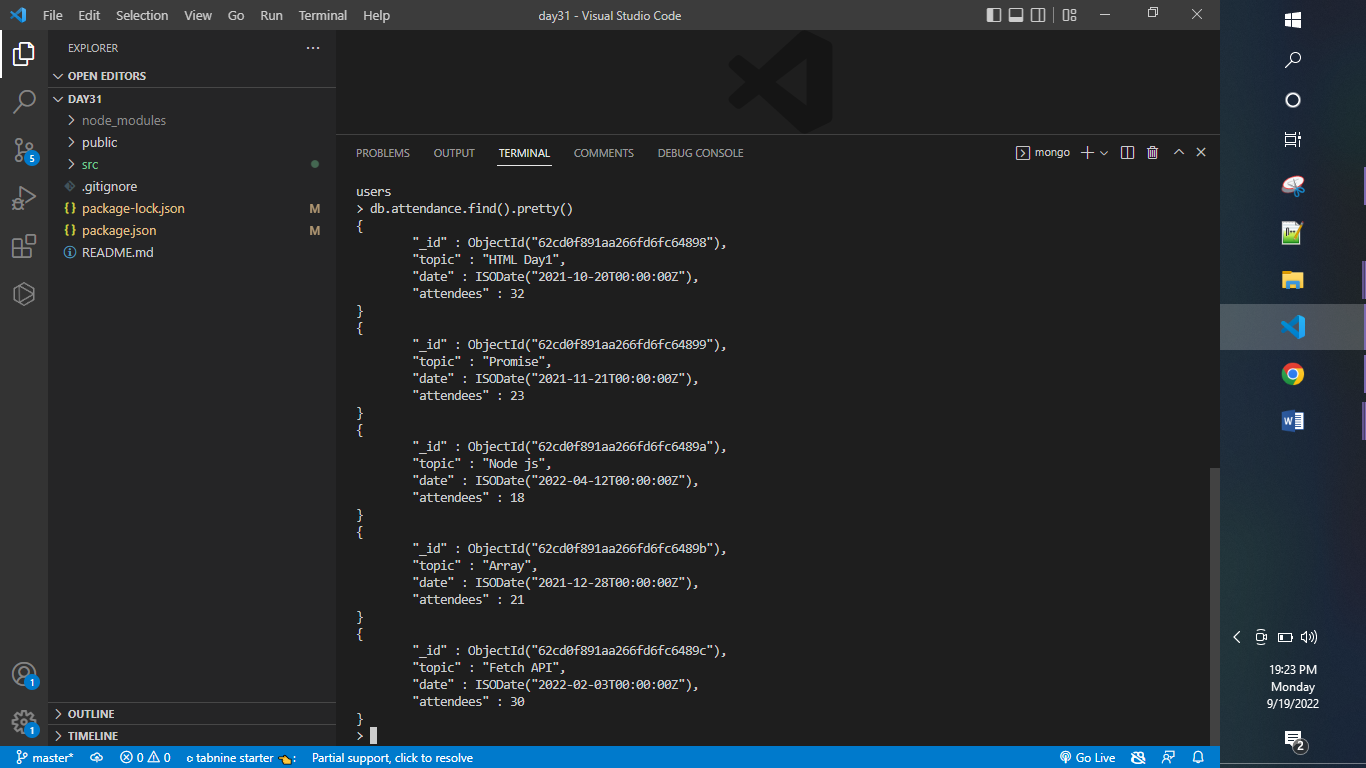 File Edit Selection View Go Run Terminal Help
day31 - Visual Studio Code
EXPLORER
OPEN EDITORS
DAY31
node_modules
public
src
.gitignore
package-lock.json M
package.json M
README.md
OUTLINE
TIMELINE
5
1
1
PROBLEMS OUTPUT TERMINAL COMMENTS DEBUG CONSOLE
mongo
users
> db.attendance.find().pretty()
{
"_id" : ObjectId("62cd0f891aa266fd6fc64898"),
"topic" : "HTML Day1",
"date" : ISODate("2021-10-20T00:00:00Z"),
"attendees" : 32
}
{
"_id" : ObjectId("62cd0f891aa266fd6fc64899"),
"topic" : "Promise",
"date" : ISODate("2021-11-21T00:00:00Z"),
"attendees" : 23
}
{
"_id" : ObjectId("62cd0f891aa266fd6fc6489a"),
"topic" : "Node js",
"date" : ISODate("2022-04-12T00:00:00Z"),
"attendees" : 18
}
{
"_id" : ObjectId("62cd0f891aa266fd6fc6489b"),
"topic" : "Array",
"date" : ISODate("2021-12-28T00:00:00Z"),
"attendees" : 21
}
{
"_id" : ObjectId("62cd0f891aa266fd6fc6489c"),
"topic" : "Fetch API",
"date" : ISODate("2022-02-03T00:00:00Z"),
"attendees" : 30
}
>
master* 0 0 tabnine starter : Partial support, click to resolve
Go Live
W
19:23 PM
Monday
9/19/2022
2